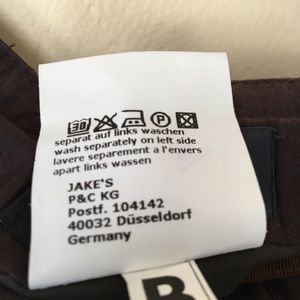 30 P
separat auf links waschen
wash separately on left side
lavere separement a l'envers
apart links wassen
JAKE'S
P&C KG
Postf. 104142
40032 Düsseldorf
Germany
B